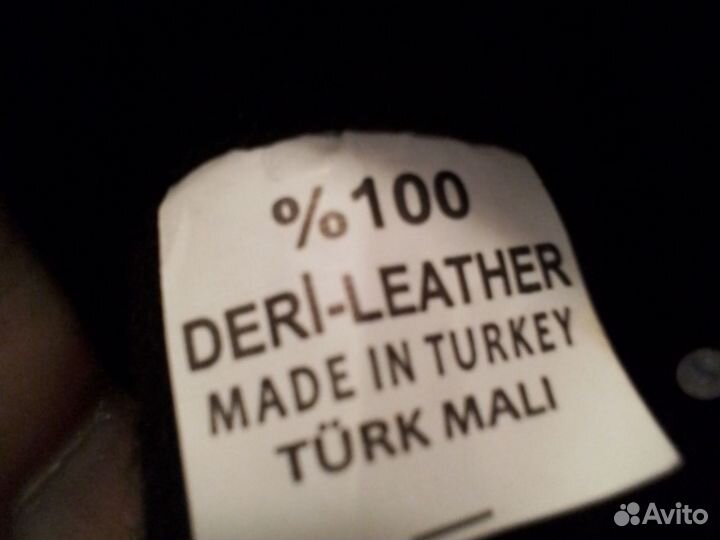 %100
DERİ-LEATHER
MADE IN TURKEY
TÜRK MALI
Avito